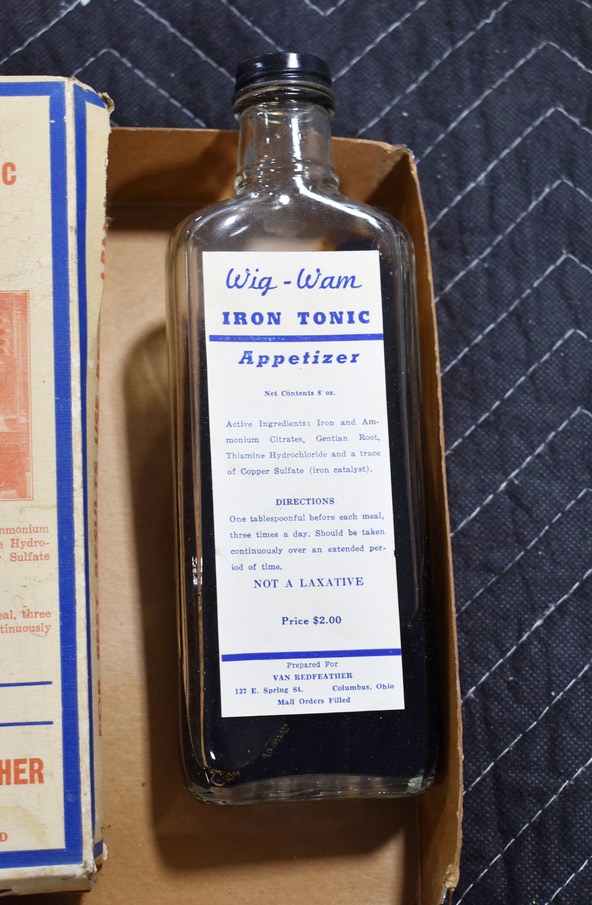 C
mmonium
e Hydro-
r Sulfate
eal, three
tinuously
HER
D
Wig-Wam
IRON TONIC
Appetizer
Net Contents 8 oz.
Active Ingredients: Iron and Am-
monium Citrates, Gentian Root,
Thiamine Hydrochloride and a trace
of Copper Sulfate (iron catalyst).
DIRECTIONS
One tablespoonful before each meal,
three times a day. Should be taken
continuously over an extended per-
iod of time.
NOT A LAXATIVE
Price $2.00
Prepared For
VAN REDFEATHER
137 E. Spring St. Columbus, Ohio
Mail Orders Filled